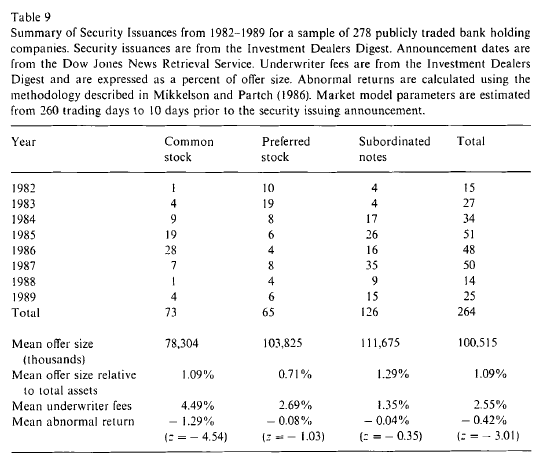 Table 9
Summary of Security Issuances from 1982-1989 for a sample of 278 publicly traded bank holding
companies. Security issuances are from the Investment Dealers Digest. Announcement dates are
from the Dow Jones News Retrieval Service. Underwriter fees are from the Investment Dealers
Digest and are expressed as a percent of offer size. Abnormal returns are calculated using the
methodology described in Mikkelson and Partch (1986). Market model parameters are estimated
from 260 trading days to 10 days prior to the security issuing announcement.
Year Common Preferred Subordinated Total
stock stock notes
1982 1 10 4 15
1983 4 19 4 27
1984 9 8 17 34
1985 19 6 26 51
1986 28 4 16 48
1987 7 8 35 50
1988 1 4 9 14
1989 4 6 15 25
Total 73 65 126 264
Mean offer size 78,304 103,825 111,675 100,515
(thousands)
Mean offer size relative 1.09% 0.71% 1.29% 1.09%
to total assets
Mean underwriter fees 4.49% 2.69% 1.35% 2.55%
Mean abnormal return − 1.29% − 0.08% − 0.04% − 0.42%
(z = − 4.54) (z = − 1.03) (z = − 0.35) (z = − 3.01)